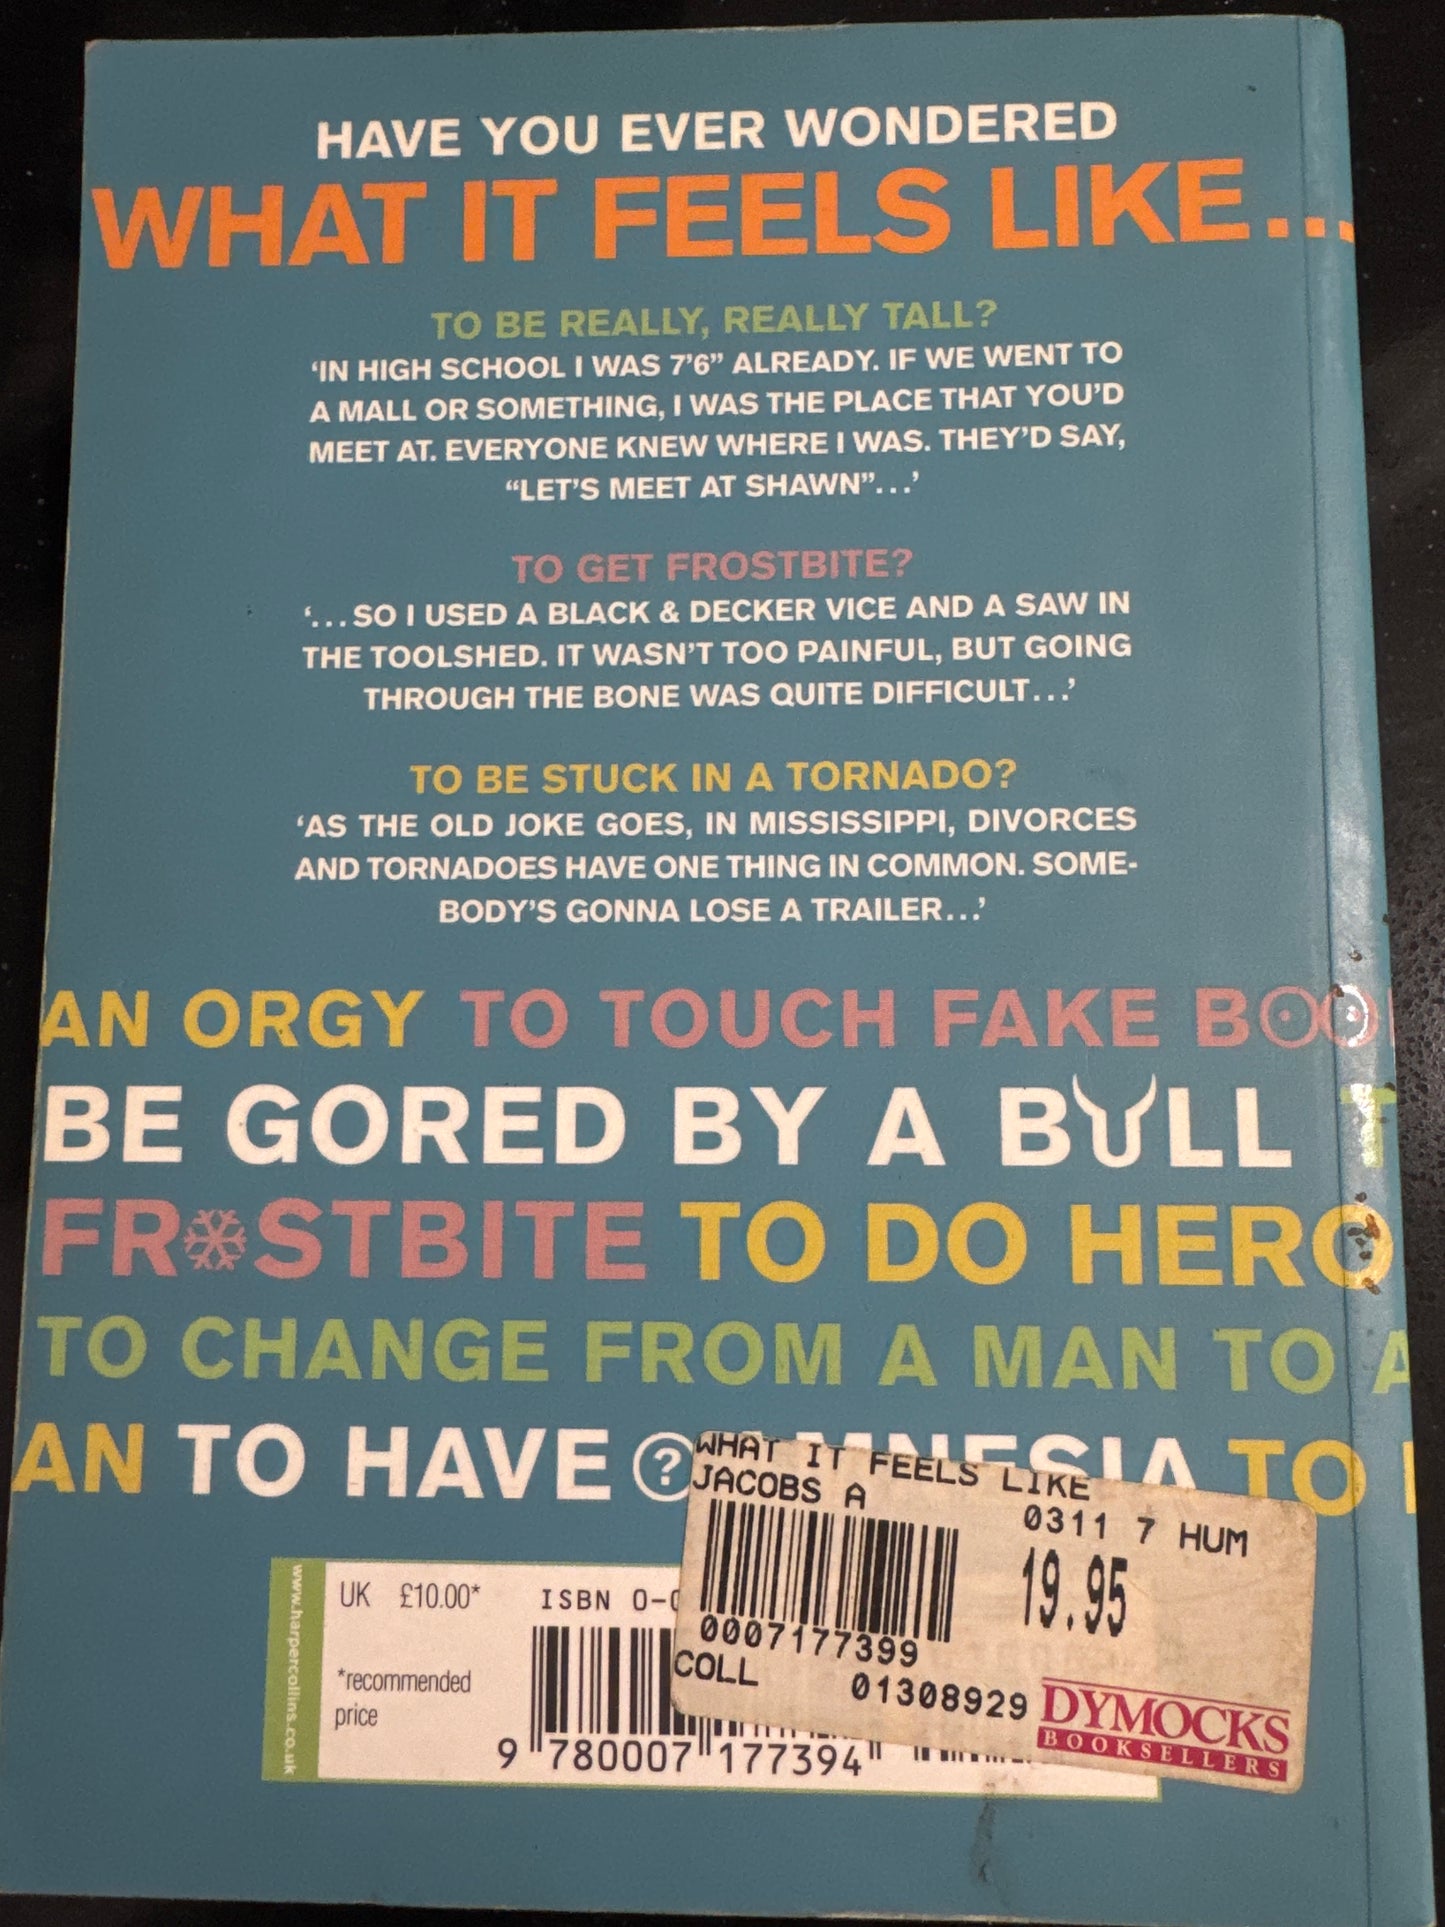 HAVE YOU EVER WONDERED
WHAT IT FEELS LIKE...
TO BE REALLY, REALLY TALL?
‘IN HIGH SCHOOL I WAS 7’6” ALREADY. IF WE WENT TO
A MALL OR SOMETHING, I WAS THE PLACE THAT YOU’D
MEET AT. EVERYONE KNEW WHERE I WAS. THEY’D SAY,
“LET’S MEET AT SHAWN”...’
TO GET FROSTBITE?
‘...SO I USED A BLACK & DECKER VICE AND A SAW IN
THE TOOLSHED. IT WASN’T TOO PAINFUL, BUT GOING
THROUGH THE BONE WAS QUITE DIFFICULT...’
TO BE STUCK IN A TORNADO?
‘AS THE OLD JOKE GOES, IN MISSISSIPPI, DIVORCES
AND TORNADOES HAVE ONE THING IN COMMON. SOME-
BODY’S GONNA LOSE A TRAILER...’
AN ORGY TO TOUCH FAKE BOO
BE GORED BY A BULL T
FROSTBITE TO DO HERO
TO CHANGE FROM A MAN TO A
AN TO HAVE AMNESIA TO
WHAT IT FEELS LIKE
JACOBS A
0311 7 HUM
19.95
0007177399
COLL 01308929
DYMOCKS
BOOKSELLERS
www.harpercollins.co.uk
UK £10.00*
*recommended
price
ISBN 0-0
9 780007 177394